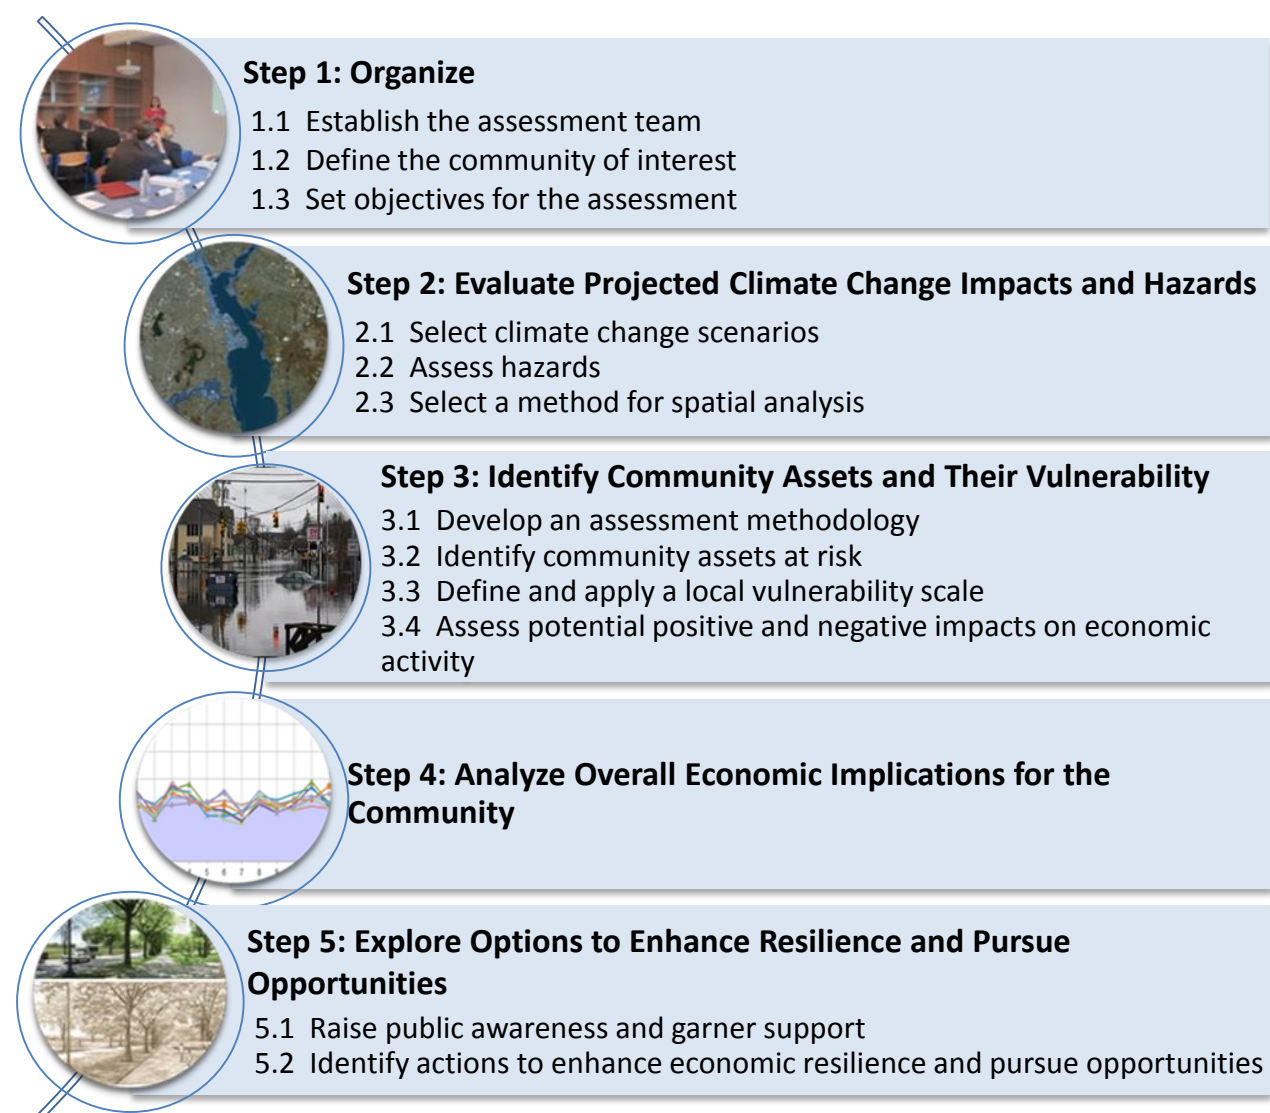 Step 1: Organize
1.1 Establish the assessment team
1.2 Define the community of interest
1.3 Set objectives for the assessment
Step 2: Evaluate Projected Climate Change Impacts and Hazards
2.1 Select climate change scenarios
2.2 Assess hazards
2.3 Select a method for spatial analysis
Step 3: Identify Community Assets and Their Vulnerability
3.1 Develop an assessment methodology
3.2 Identify community assets at risk
3.3 Define and apply a local vulnerability scale
3.4 Assess potential positive and negative impacts on economic
activity
Step 4: Analyze Overall Economic Implications for the
Community
5 6 7 8
Step 5: Explore Options to Enhance Resilience and Pursue
Opportunities
5.1 Raise public awareness and garner support
5.2 Identify actions to enhance economic resilience and pursue opportunities